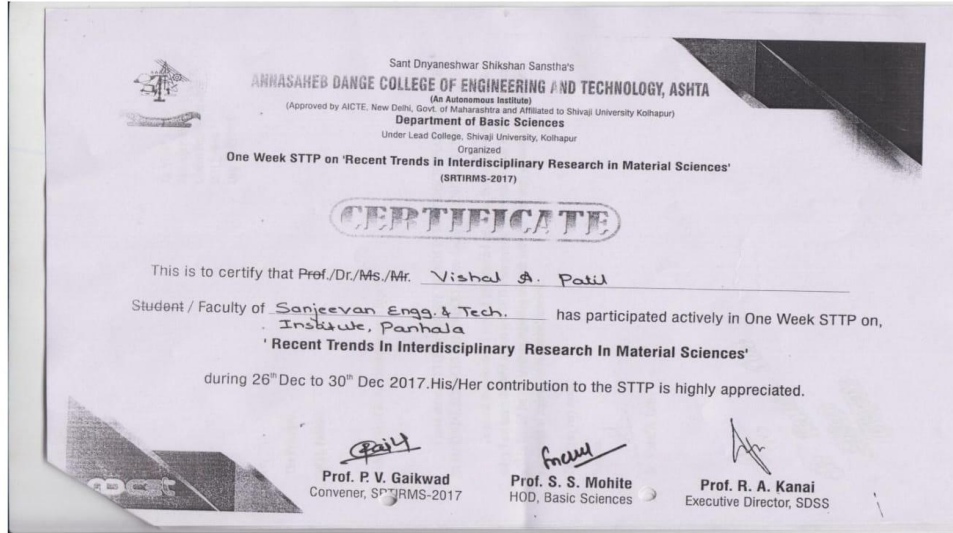 Sant Dnyaneshwar Shikshan Sanstha's
ANNASAHEB DANGE COLLEGE OF ENGINEERING AND TECHNOLOGY, ASHTA
(An Autonomous Institute)
(Approved by AICTE, New Delhi, Govt. of Maharashtra and Affiliated to Shivaji University Kolhapur)
Department of Basic Sciences
Under Lead College, Shivaji University, Kolhapur
Organized
One Week STTP on 'Recent Trends in Interdisciplinary Research in Material Sciences'
(SRTIRMS-2017)
CERTIFICATE
This is to certify that Prof./Dr./Ms./Mr. Vishal A. Patil
Student / Faculty of Sanjeevan Engg. & Tech. has participated actively in One Week STTP on,
Institute, Panhala
' Recent Trends In Interdisciplinary Research In Material Sciences'
during 26th Dec to 30th Dec 2017.His/Her contribution to the STTP is highly appreciated.
Prof. P. V. Gaikwad
Convener, SRTIRMS-2017
Prof. S. S. Mohite
HOD, Basic Sciences
Prof. R. A. Kanai
Executive Director, SDSS